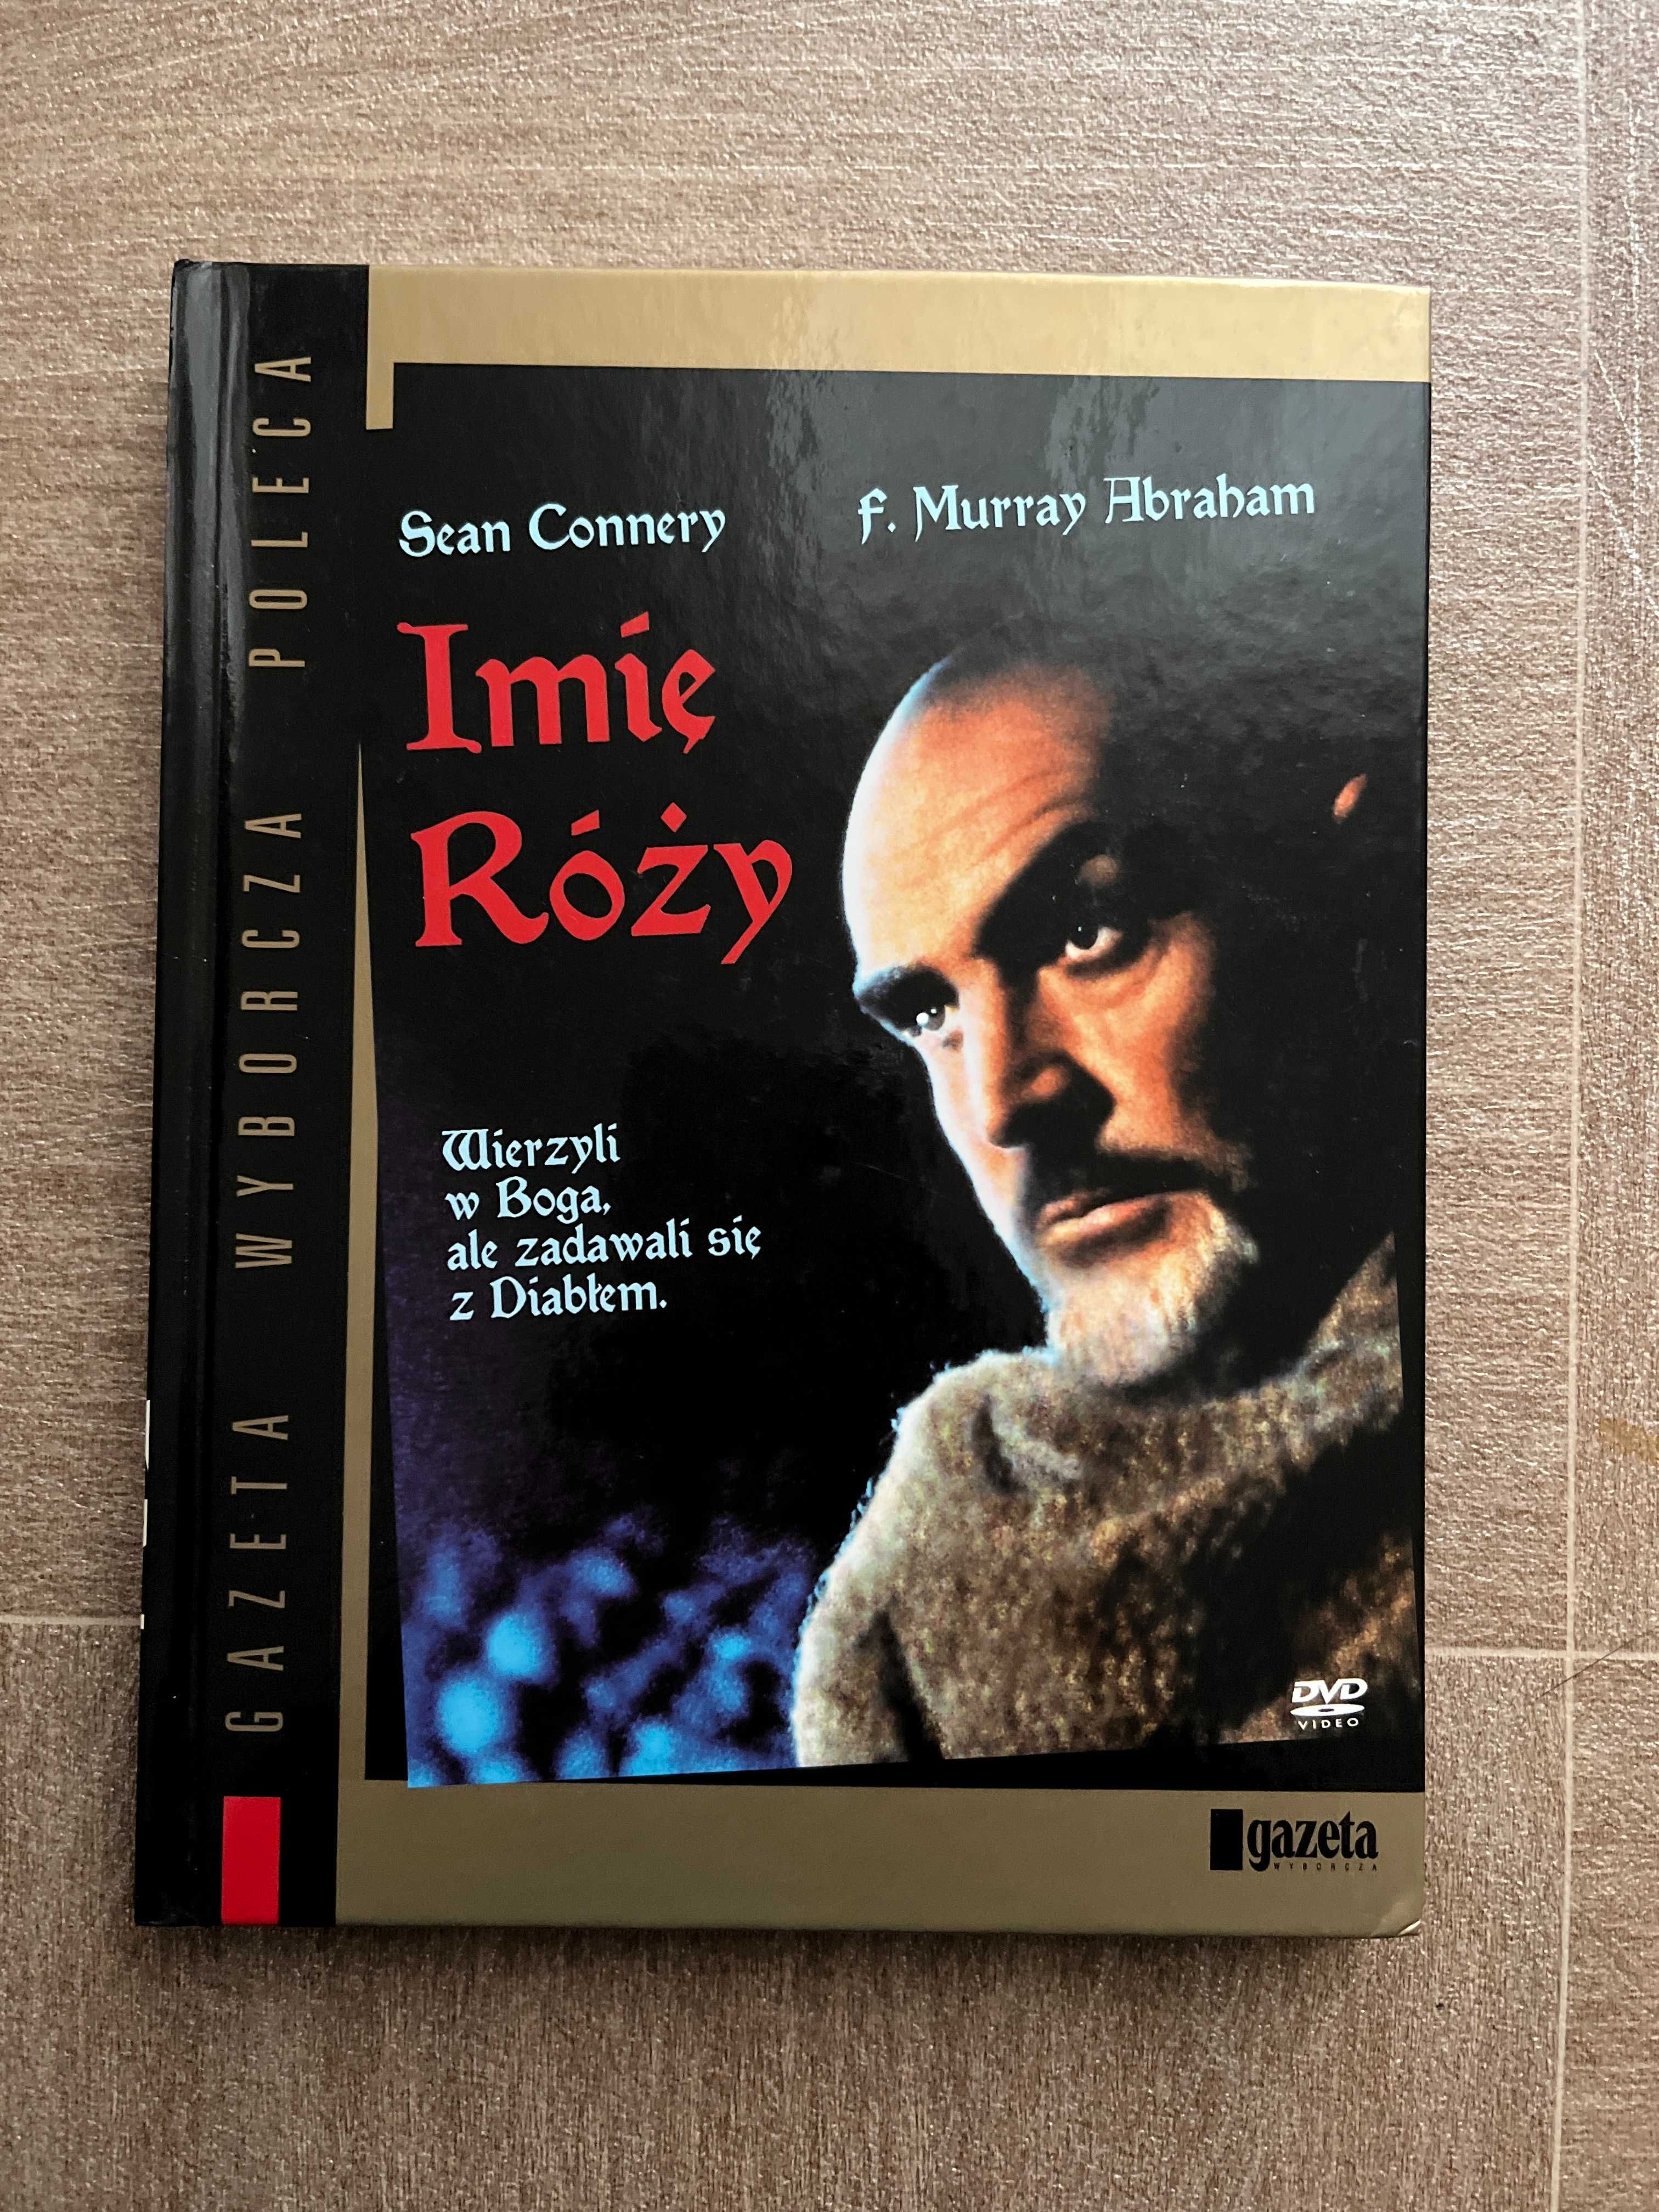 GAZETA WYBORCZA POLECA
Sean Connery F. Murray Abraham
Imię
Róży
Wierzyli
w Boga,
ale zadawali się
z Diabłem.
DVD
VIDEO
gazeta
WYBORCZA